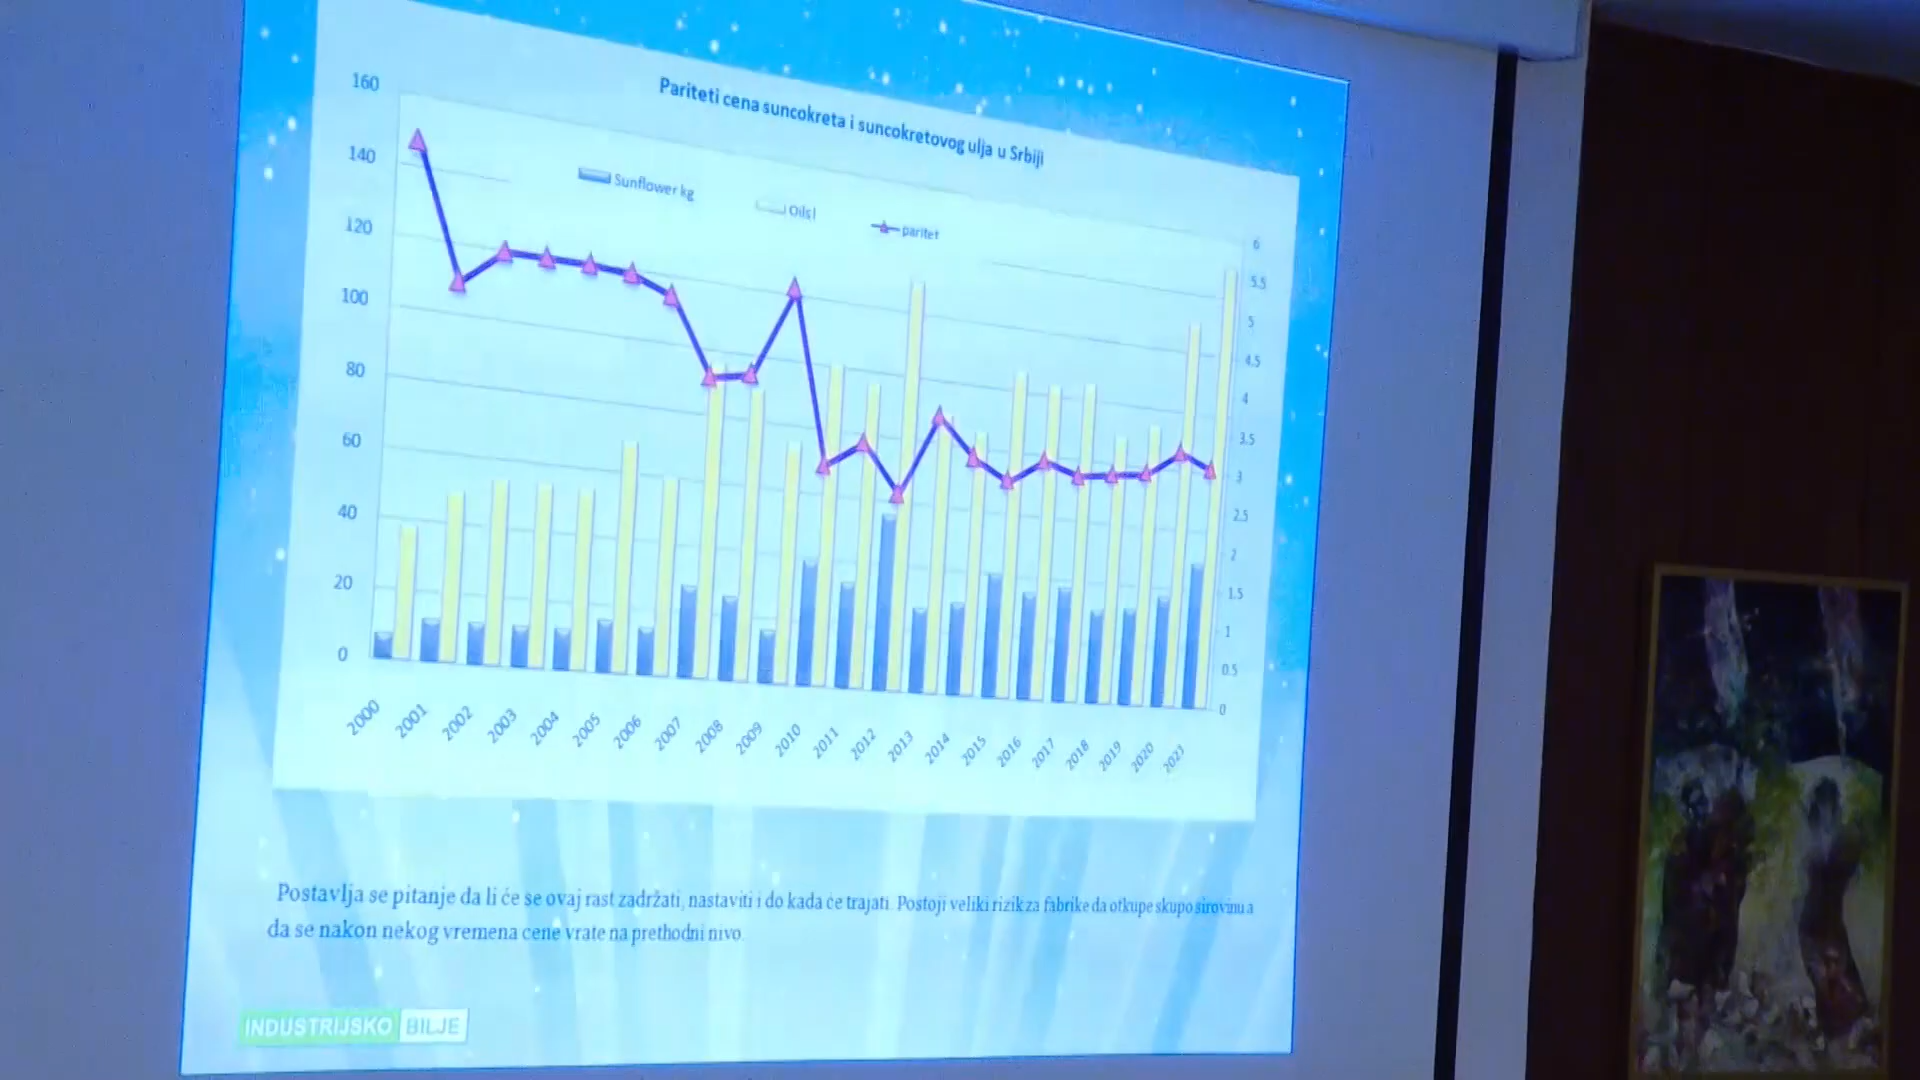 Pariteti cena suncokreta i suncokretovog ulja u Srbiji
Sunflower kg
Oils l
paritet
160
140
120
100
80
60
40
20
0
6
5.5
5
4.5
4
3.5
3
2.5
2
1.5
1
0.5
0
2000 2001 2002 2003 2004 2005 2006 2007 2008 2009 2010 2011 2012 2013 2014 2015 2016 2017 2018 2019 2020 2021
Postavlja se pitanje da li će se ovaj rast zadržati, nastaviti i do kada će trajati. Postoji veliki rizik za fabrike da otkupe skupo sirovinu a
da se nakon nekog vremena cene vrate na prethodni nivo.
INDUSTRIJSKO BILJE